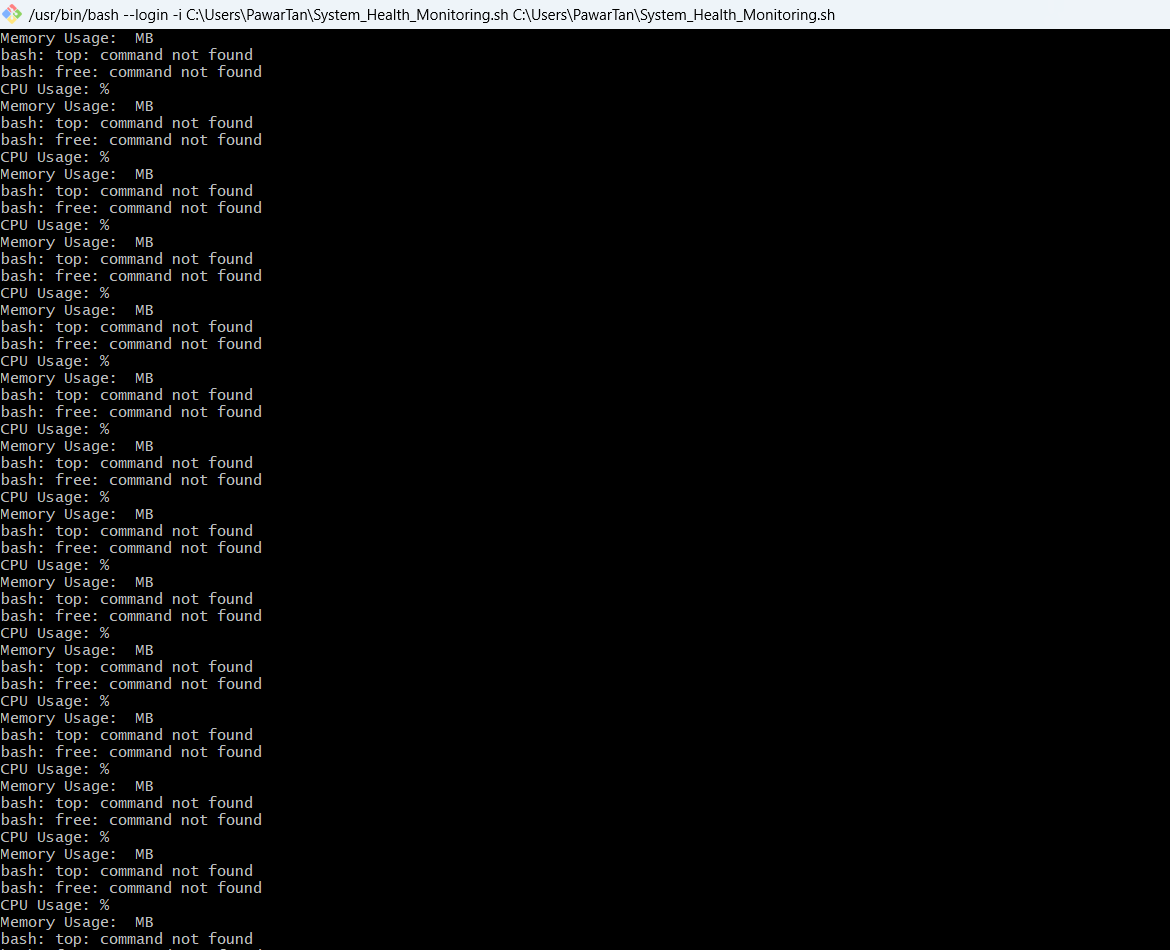 /usr/bin/bash --login -i C:\Users\PawarTan\System_Health_Monitoring.sh C:\Users\PawarTan\System_Health_Monitoring.sh
Memory Usage:  MB
bash: top: command not found
bash: free: command not found
CPU Usage: %
Memory Usage:  MB
bash: top: command not found
bash: free: command not found
CPU Usage: %
Memory Usage:  MB
bash: top: command not found
bash: free: command not found
CPU Usage: %
Memory Usage:  MB
bash: top: command not found
bash: free: command not found
CPU Usage: %
Memory Usage:  MB
bash: top: command not found
bash: free: command not found
CPU Usage: %
Memory Usage:  MB
bash: top: command not found
bash: free: command not found
CPU Usage: %
Memory Usage:  MB
bash: top: command not found
bash: free: command not found
CPU Usage: %
Memory Usage:  MB
bash: top: command not found
bash: free: command not found
CPU Usage: %
Memory Usage:  MB
bash: top: command not found
bash: free: command not found
CPU Usage: %
Memory Usage:  MB
bash: top: command not found
bash: free: command not found
CPU Usage: %
Memory Usage:  MB
bash: top: command not found
bash: free: command not found
CPU Usage: %
Memory Usage:  MB
bash: top: command not found
bash: free: command not found
CPU Usage: %
Memory Usage:  MB
bash: top: command not found
bash: free: command not found
CPU Usage: %
Memory Usage:  MB
bash: top: command not found